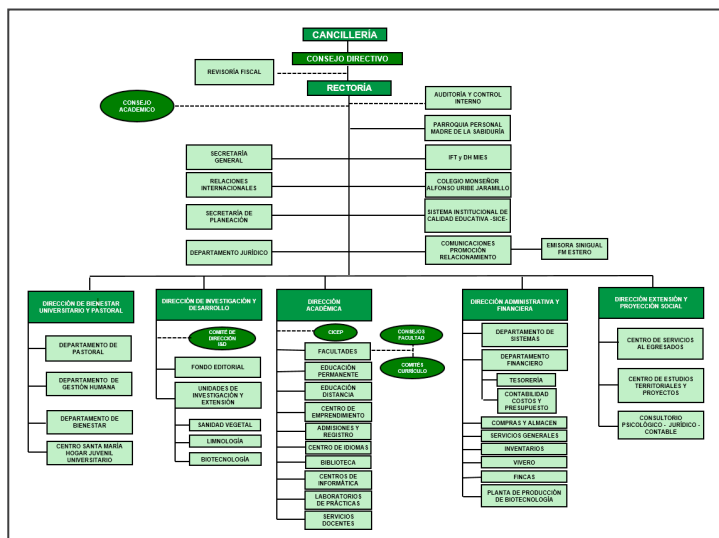 CANCILLERÍA
CONSEJO DIRECTIVO
REVISORÍA FISCAL
RECTORÍA
CONSEJO
ACADEMICO
AUDITORÍA Y CONTROL
INTERNO
PARROQUIA PERSONAL
MADRE DE LA SABIDURÍA
SECRETARÍA
GENERAL
IFT y DH MIES
RELACIONES
INTERNACIONALES
COLEGIO MONSEÑOR
ALFONSO URIBE JARAMILLO
SECRETARÍA DE
PLANEACIÓN
SISTEMA INSTITUCIONAL DE
CALIDAD EDUCATIVA -SICE-
DEPARTAMENTO JURÍDICO
COMUNICACIONES
PROMOCIÓN
RELACIONAMIENTO
EMISORA SINIGUAL
FM ESTERO
DIRECCIÓN DE BIENESTAR
UNIVERSITARIO Y PASTORAL
DEPARTAMENTO DE
PASTORAL
DEPARTAMENTO DE
GESTIÓN HUMANA
DEPARTAMENTO DE
BIENESTAR
CENTRO SANTA MARÍA
HOGAR JUVENIL
UNIVERSITARIO
DIRECCIÓN DE INVESTIGACIÓN Y
DESARROLLO
COMITÉ DE
DIRECCIÓN
I&D
FONDO EDITORIAL
UNIDADES DE
INVESTIGACIÓN Y
EXTENSIÓN
SANIDAD VEGETAL
LIMNOLOGÍA
BIOTECNOLOGÍA
DIRECCIÓN
ACADÉMICA
CICEP
CONSEJOS
FACULTAD
FACULTADES
COMITÉS
CURRÍCULO
EDUCACIÓN
PERMANENTE
EDUCACIÓN
DISTANCIA
CENTRO DE
EMPRENDIMIENTO
ADMISIONES Y
REGISTRO
CENTRO DE IDIOMAS
BIBLIOTECA
CENTROS DE
INFORMÁTICA
LABORATORIOS
DE PRÁCTICAS
SERVICIOS
DOCENTES
DIRECCIÓN ADMINISTRATIVA Y
FINANCIERA
DEPARTAMENTO DE
SISTEMAS
DEPARTAMENTO
FINANCIERO
TESORERÍA
CONTABILIDAD
COSTOS Y
PRESUPUESTO
COMPRAS Y ALMACEN
SERVICIOS GENERALES
INVENTARIOS
VIVERO
FINCAS
PLANTA DE PRODUCCIÓN
DE BIOTECNOLOGÍA
DIRECCIÓN EXTENSIÓN Y
PROYECCIÓN SOCIAL
CENTRO DE SERVICIOS
AL EGRESADOS
CENTRO DE ESTUDIOS
TERRITORIALES Y
PROYECTOS
CONSULTORIO
PSICOLÓGICO - JURÍDICO -
CONTABLE